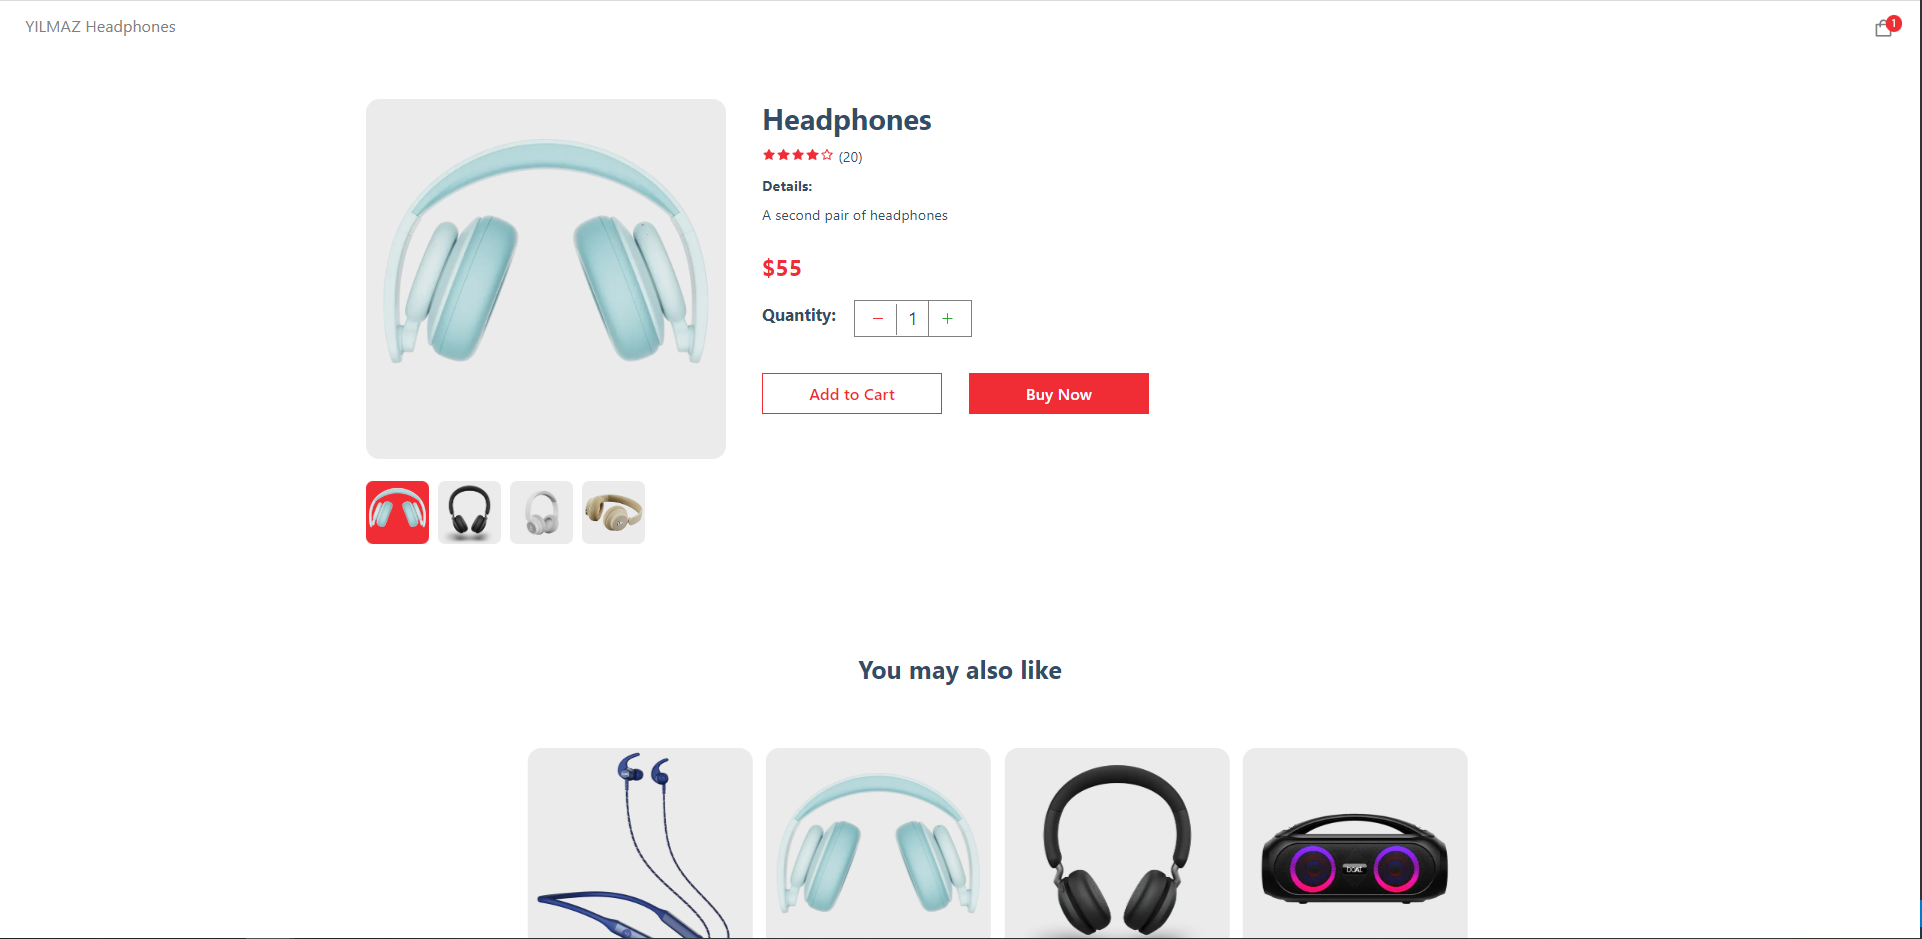 YILMAZ Headphones
1
Headphones
(20)
Details:
A second pair of headphones
$55
Quantity: − 1 +
Add to Cart Buy Now
You may also like